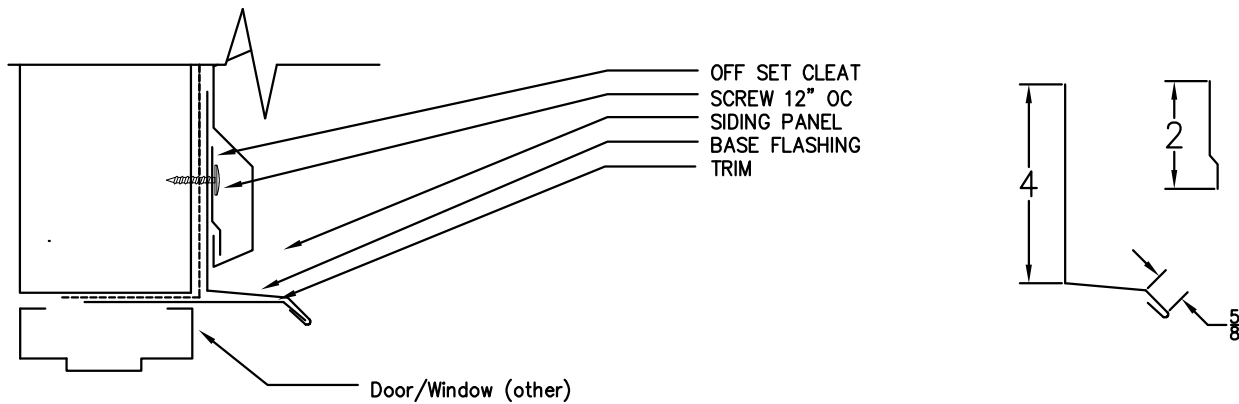 OFF SET CLEAT
SCREW 12" OC
SIDING PANEL
BASE FLASHING
TRIM
2
4
5
8
Door/Window (other)